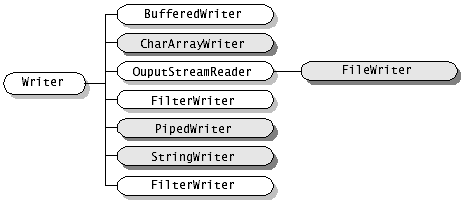 BufferedWriter
CharArrayWriter
OuputStreamReader
FileWriter
Writer
FilterWriter
PipedWriter
StringWriter
FilterWriter